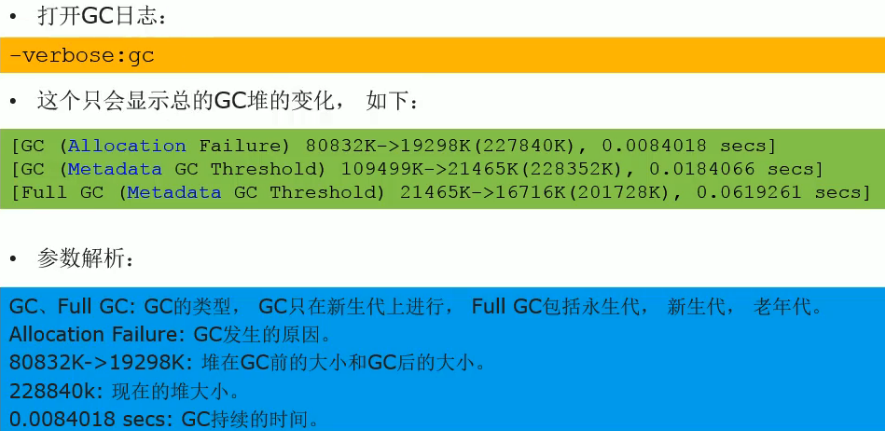 • 打开GC日志：
-verbose:gc
• 这个只会显示总的GC堆的变化， 如下：
[GC (Allocation Failure) 80832K->19298K(227840K), 0.0084018 secs]
[GC (Metadata GC Threshold) 109499K->21465K(228352K), 0.0184066 secs]
[Full GC (Metadata GC Threshold) 21465K->16716K(201728K), 0.0619261 secs]
• 参数解析：
GC、Full GC: GC的类型， GC只在新生代上进行， Full GC包括永生代， 新生代， 老年代。
Allocation Failure: GC发生的原因。
80832K->19298K: 堆在GC前的大小和GC后的大小。
228840k: 现在的堆大小。
0.0084018 secs: GC持续的时间。